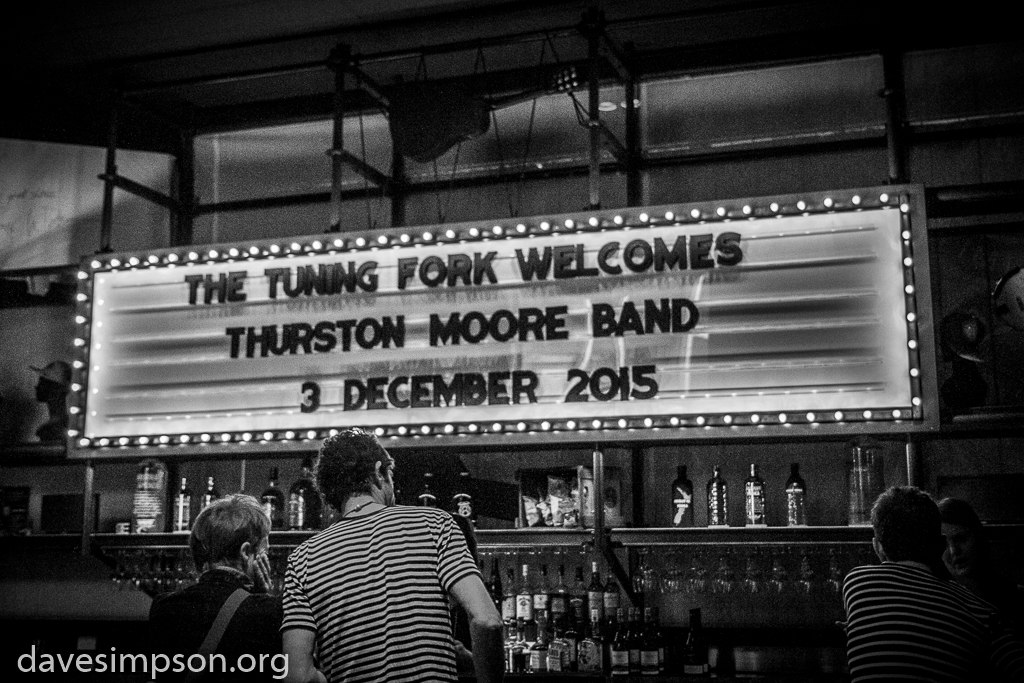 THE TUNING FORK WELCOMES
THURSTON MOORE BAND
3 DECEMBER 2015
davesimpson.org